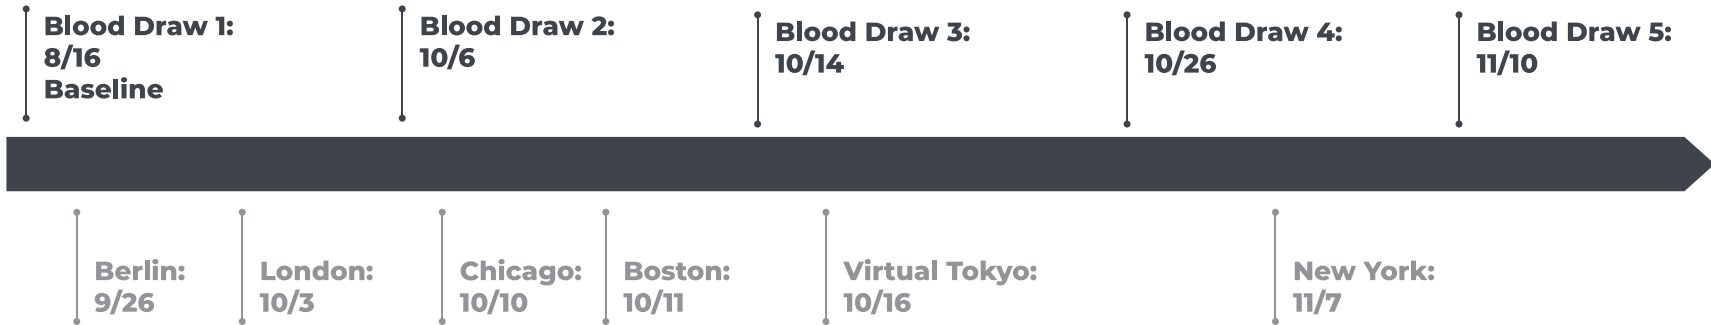 Blood Draw 1:
8/16
Baseline
Blood Draw 2:
10/6
Blood Draw 3:
10/14
Blood Draw 4:
10/26
Blood Draw 5:
11/10
Berlin:
9/26
London:
10/3
Chicago:
10/10
Boston:
10/11
Virtual Tokyo:
10/16
New York:
11/7